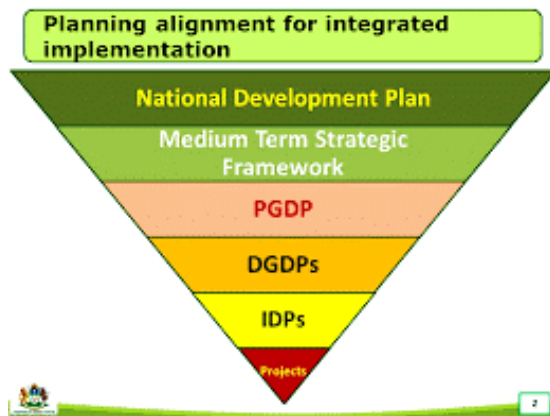 Planning alignment for integrated
implementation
National Development Plan
Medium Term Strategic
Framework
PGDP
DGDPs
IDPs
Projects
2